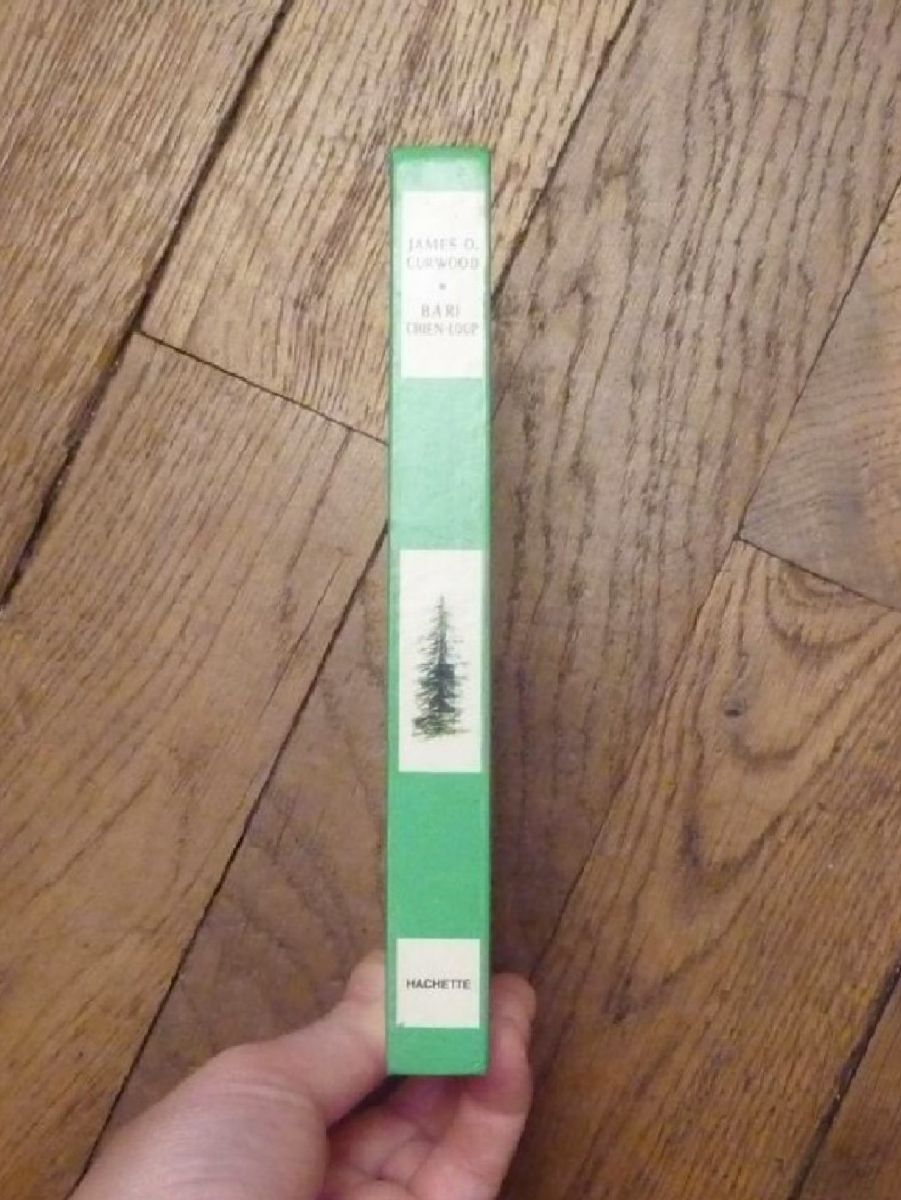 JAMES O.
CURWOOD
•
BARI
CHIEN-LOUP
HACHETTE